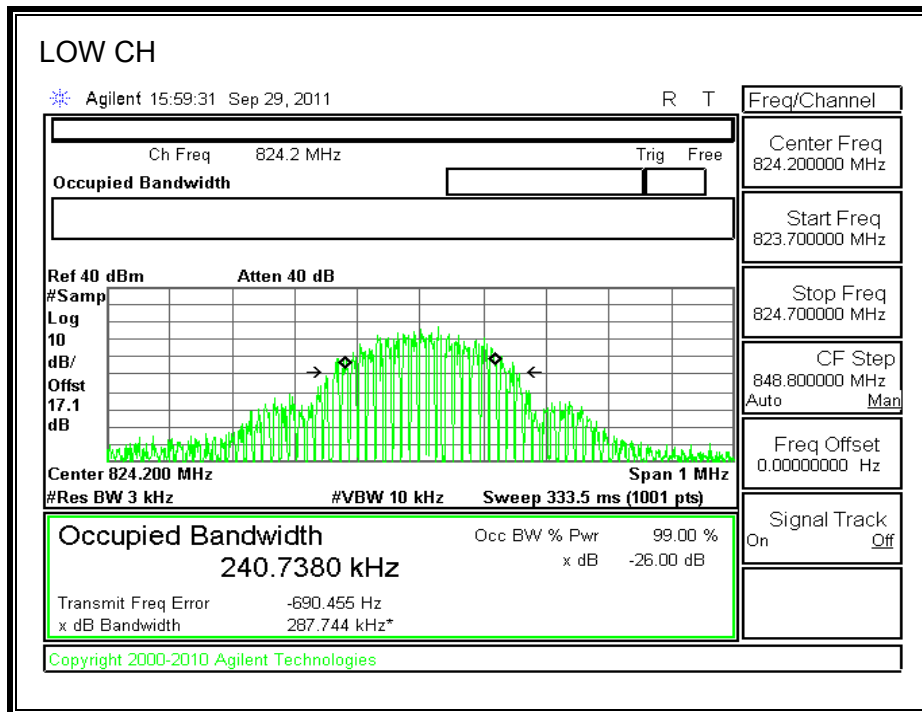 LOW CH
Agilent 15:59:31 Sep 29, 2011 R T
Freq/Channel
Ch Freq 824.2 MHz Trig Free
Occupied Bandwidth
Center Freq
824.200000 MHz
Start Freq
823.700000 MHz
Stop Freq
824.700000 MHz
CF Step
848.800000 MHz
Auto Man
Freq Offset
0.00000000 Hz
Signal Track
On Off
Ref 40 dBm Atten 40 dB
#Samp
Log
10
dB/
Offst
17.1
dB
Center 824.200 MHz Span 1 MHz
#Res BW 3 kHz #VBW 10 kHz Sweep 333.5 ms (1001 pts)
Occupied Bandwidth Occ BW % Pwr 99.00 %
240.7380 kHz x dB -26.00 dB
Transmit Freq Error -690.455 Hz
x dB Bandwidth 287.744 kHz*
Copyright 2000-2010 Agilent Technologies